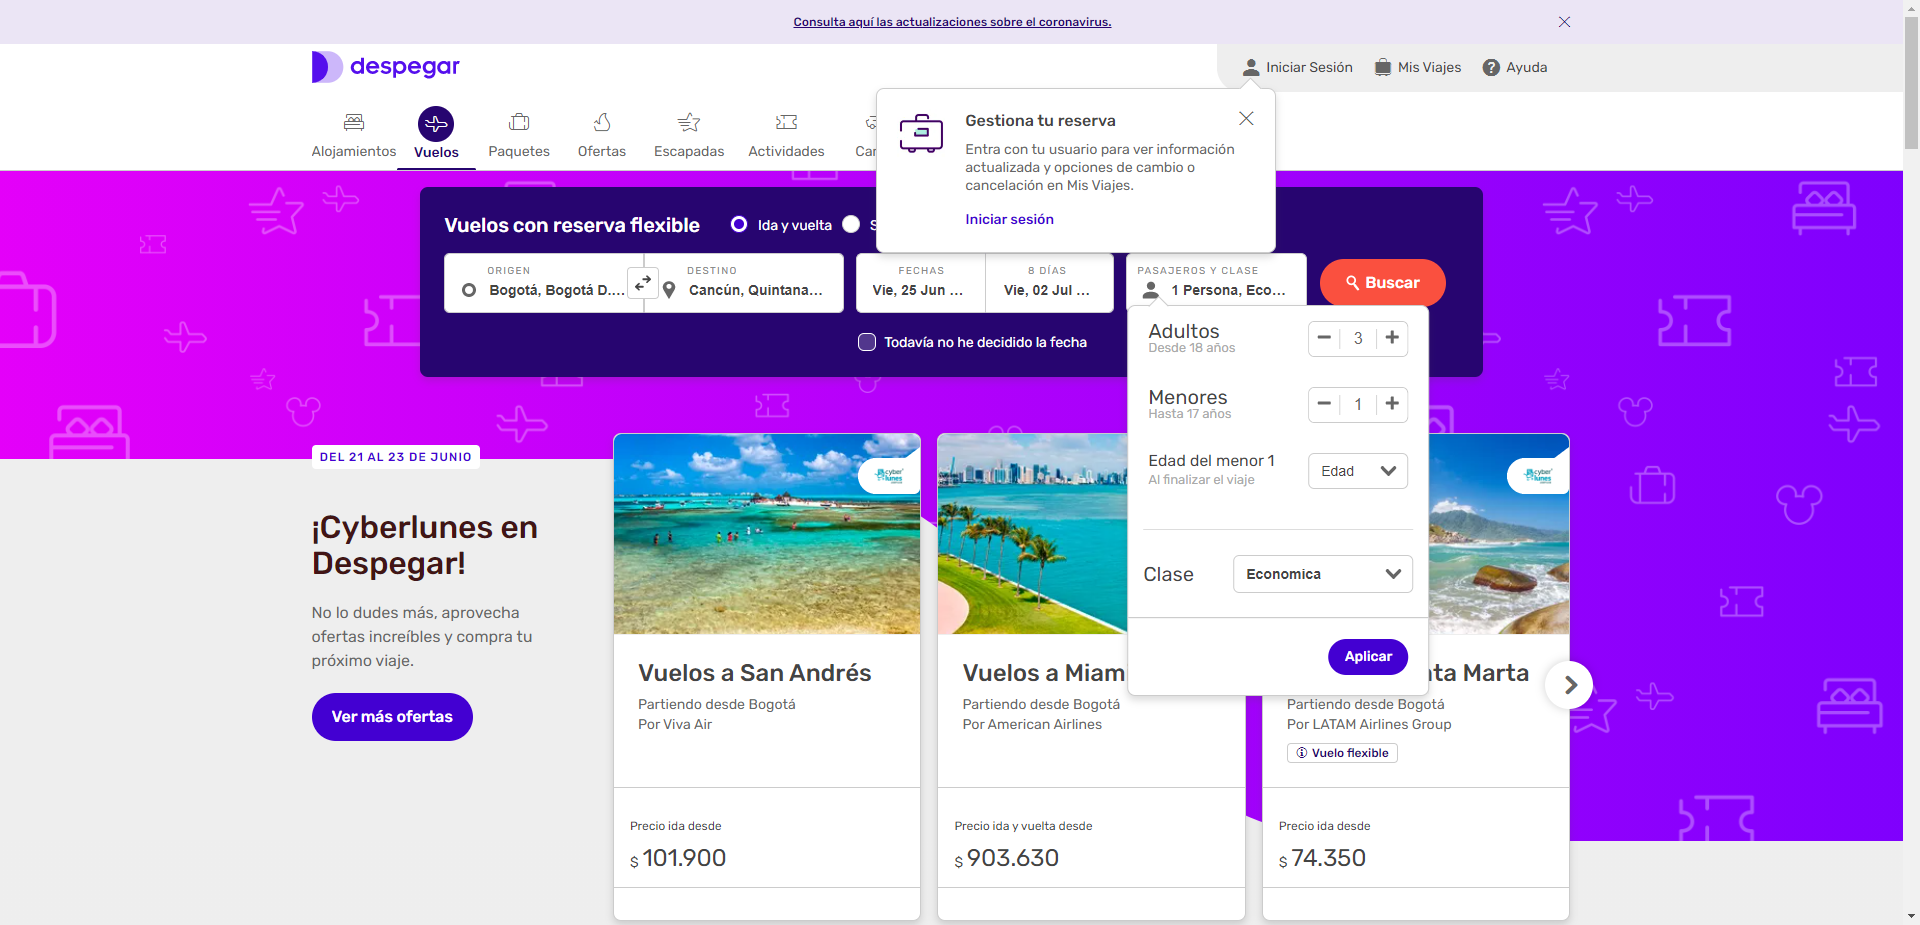 Consulta aquí las actualizaciones sobre el coronavirus.
despegar
Iniciar Sesión
Mis Viajes
Ayuda
Alojamientos
Vuelos
Paquetes
Ofertas
Escapadas
Actividades
Car
Gestiona tu reserva
Entra con tu usuario para ver información
actualizada y opciones de cambio o
cancelación en Mis Viajes.
Iniciar sesión
Vuelos con reserva flexible
Ida y vuelta
S
ORIGEN
Bogotá, Bogotá D....
DESTINO
Cancún, Quintana...
FECHAS
Vie, 25 Jun ...
8 DÍAS
Vie, 02 Jul ...
PASAJEROS Y CLASE
1 Persona, Eco...
Buscar
Todavía no he decidido la fecha
Adultos
Desde 18 años
3
Menores
Hasta 17 años
1
Edad del menor 1
Al finalizar el viaje
Edad
Clase
Economica
Aplicar
DEL 21 AL 23 DE JUNIO
¡Cyberlunes en
Despegar!
No lo dudes más, aprovecha
ofertas increíbles y compra tu
próximo viaje.
Ver más ofertas
cyber
lunes
Vuelos a San Andrés
Partiendo desde Bogotá
Por Viva Air
Precio ida desde
$ 101.900
Vuelos a Miam
Partiendo desde Bogotá
Por American Airlines
Precio ida y vuelta desde
$ 903.630
cyber
lunes
ta Marta
Partiendo desde Bogotá
Por LATAM Airlines Group
Vuelo flexible
Precio ida desde
$ 74.350